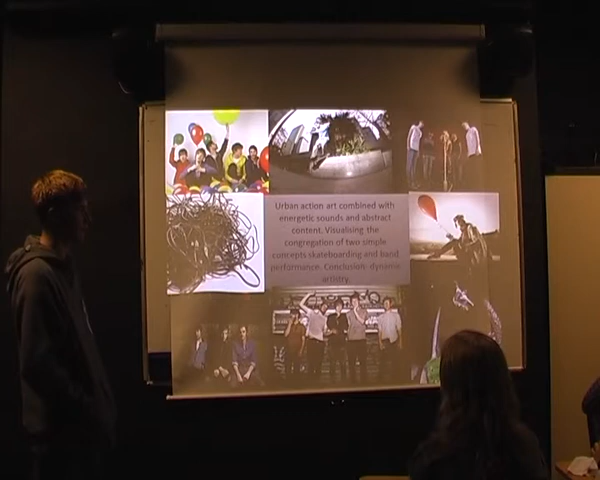 Urban action art combined with
energetic sounds and abstract
content. Visualising the
congregation of two simple
concepts skateboarding and band
performance. Conclusion: dynamic
artistry.